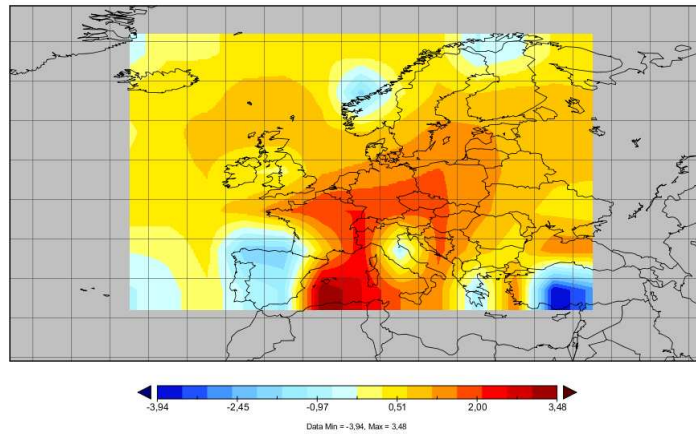 -3,94 -2,45 -0,97 0,51 2,00 3,48
Data Min = -3,94, Max = 3,48